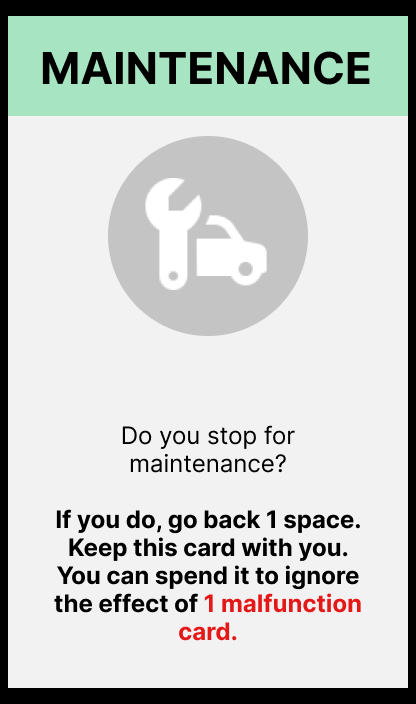 MAINTENANCE
Do you stop for
maintenance?
If you do, go back 1 space.
Keep this card with you.
You can spend it to ignore
the effect of 1 malfunction
card.